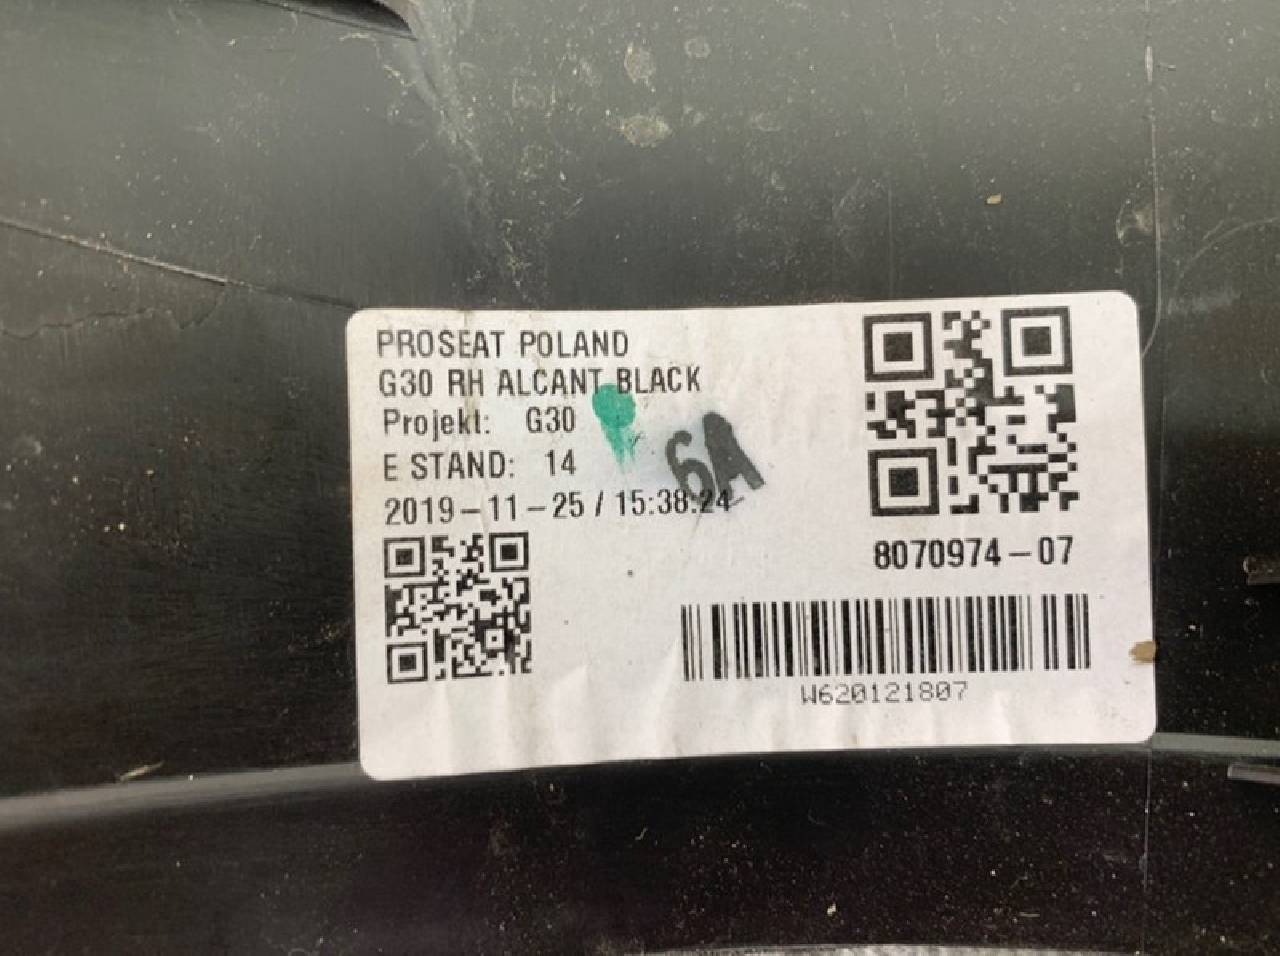 PROSEAT POLAND
G30 RH ALCANT BLACK
Projekt: G30
E STAND: 14
6A
2019-11-25 / 15:38:24
8070974-07
W620121807